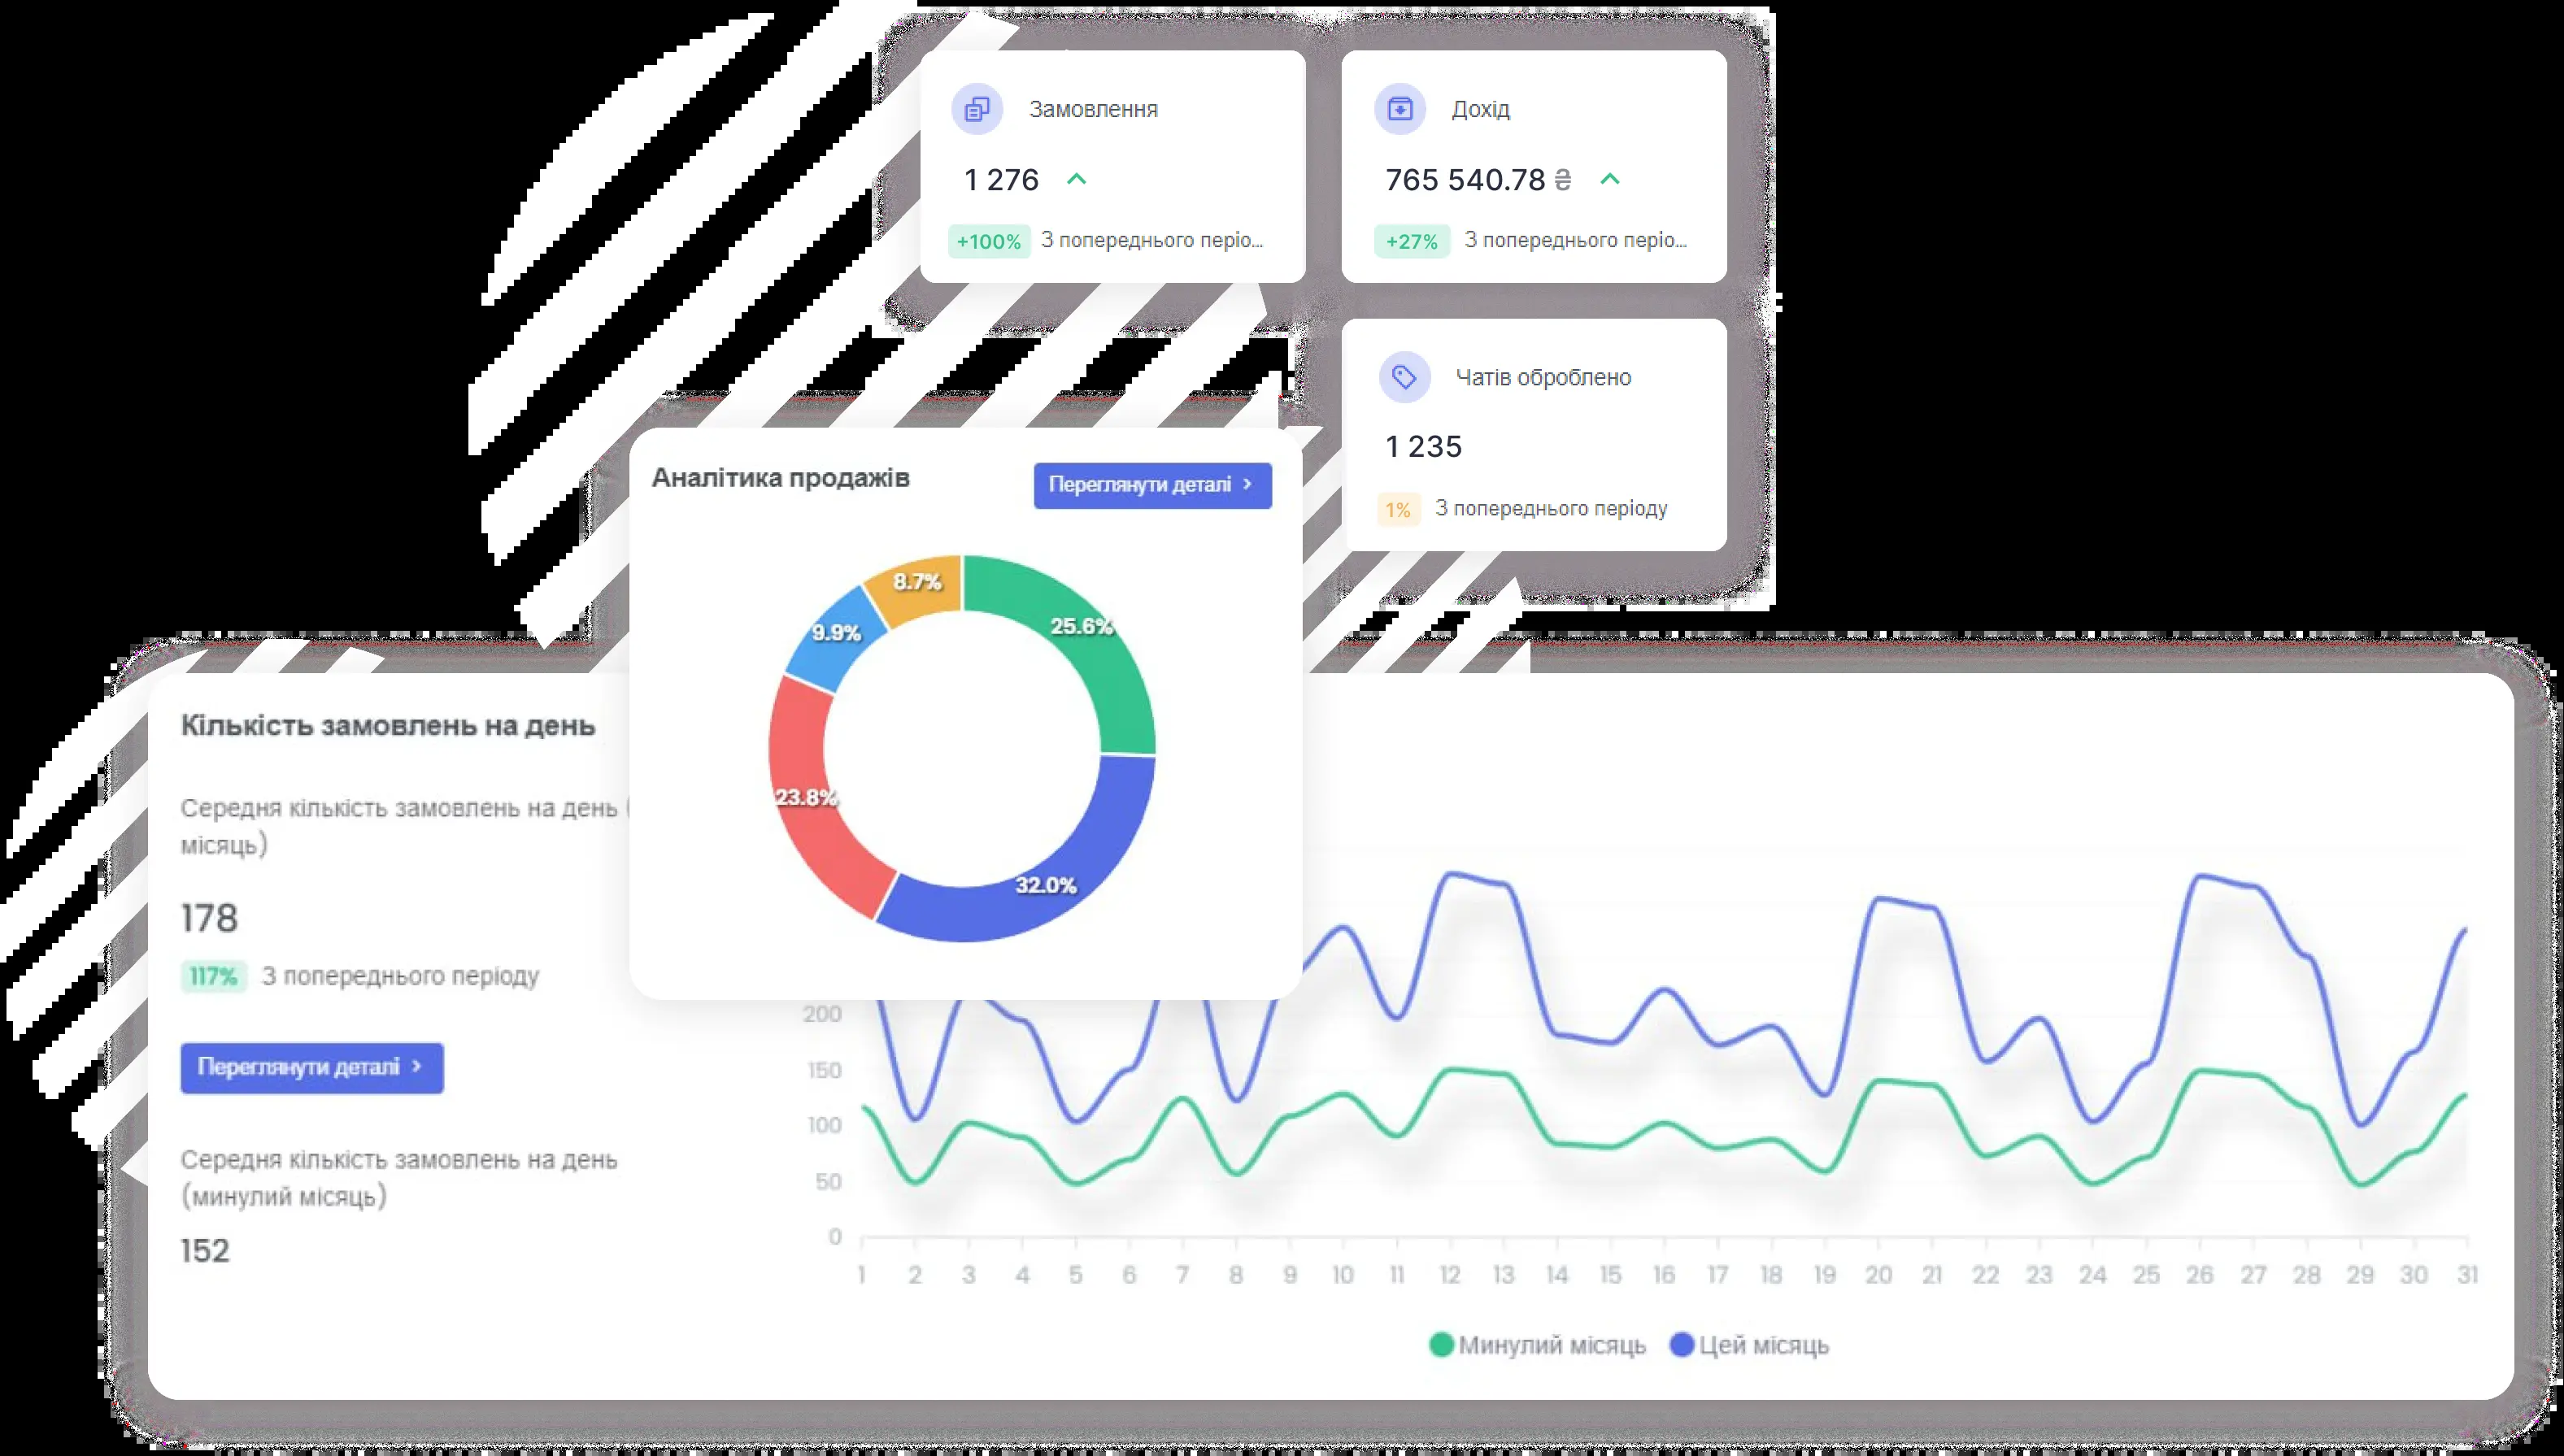 Замовлення
1 276
+100% З попереднього періо...
Дохід
765 540.78 ₴
+27% З попереднього періо...
Чатів оброблено
1 235
1% З попереднього періоду
Аналітика продажів
Переглянути деталі >
8.7%
25.6%
9.9%
23.8%
32.0%
Кількість замовлень на день
Середня кількість замовлень на день (
місяць)
178
117% З попереднього періоду
Переглянути деталі >
Середня кількість замовлень на день
(минулий місяць)
152
200
150
100
50
0
1 2 3 4 5 6 7 8 9 10 11 12 13 14 15 16 17 18 19 20 21 22 23 24 25 26 27 28 29 30 31
Минулий місяць Цей місяць